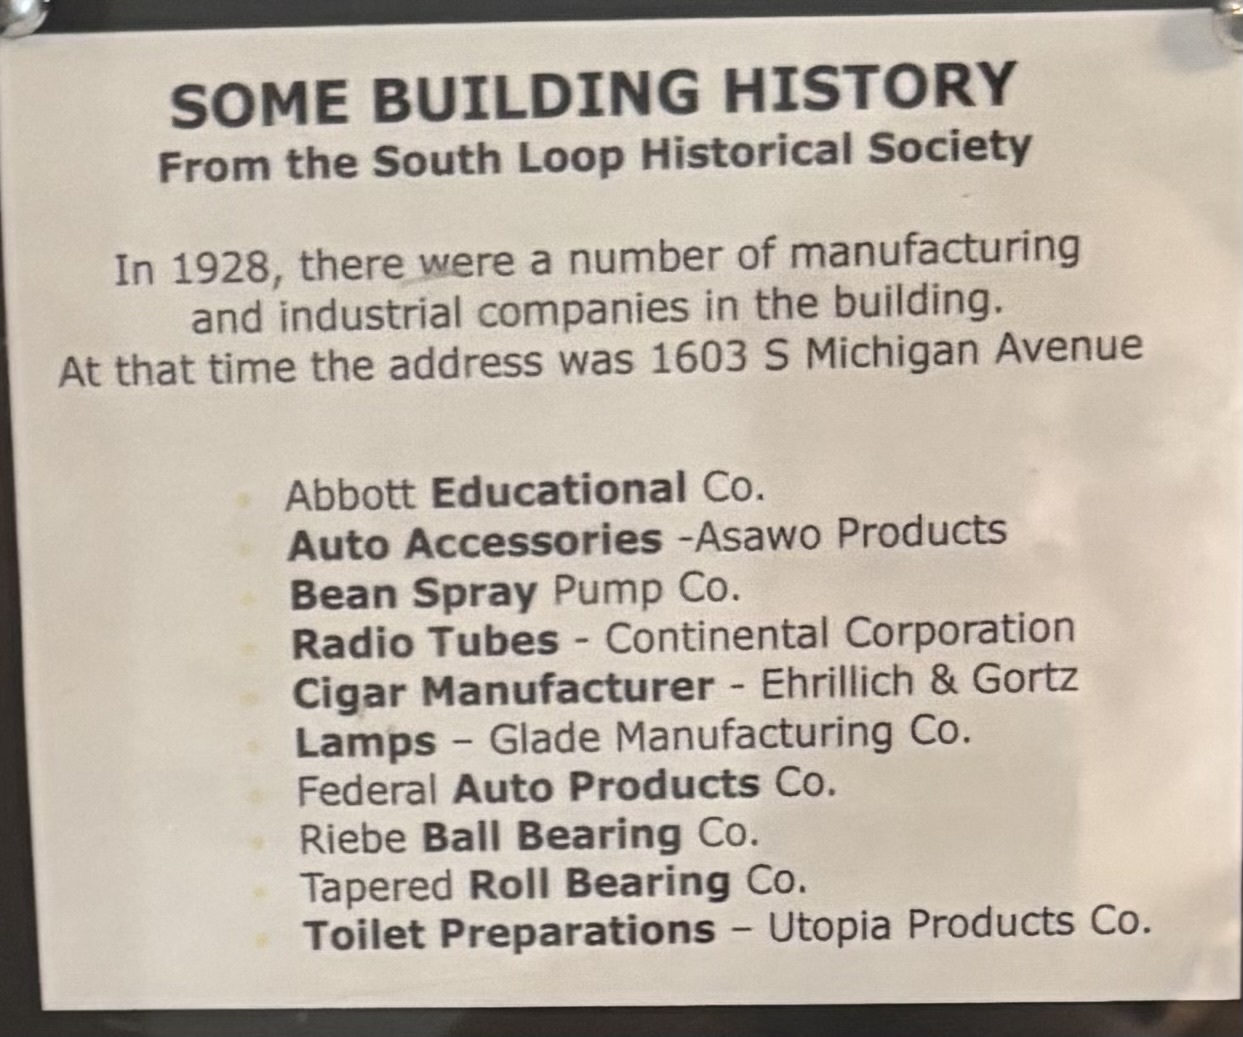 SOME BUILDING HISTORY
From the South Loop Historical Society
In 1928, there were a number of manufacturing
and industrial companies in the building.
At that time the address was 1603 S Michigan Avenue
Abbott Educational Co.
Auto Accessories -Asawo Products
Bean Spray Pump Co.
Radio Tubes - Continental Corporation
Cigar Manufacturer - Ehrillich & Gortz
Lamps – Glade Manufacturing Co.
Federal Auto Products Co.
Riebe Ball Bearing Co.
Tapered Roll Bearing Co.
Toilet Preparations – Utopia Products Co.